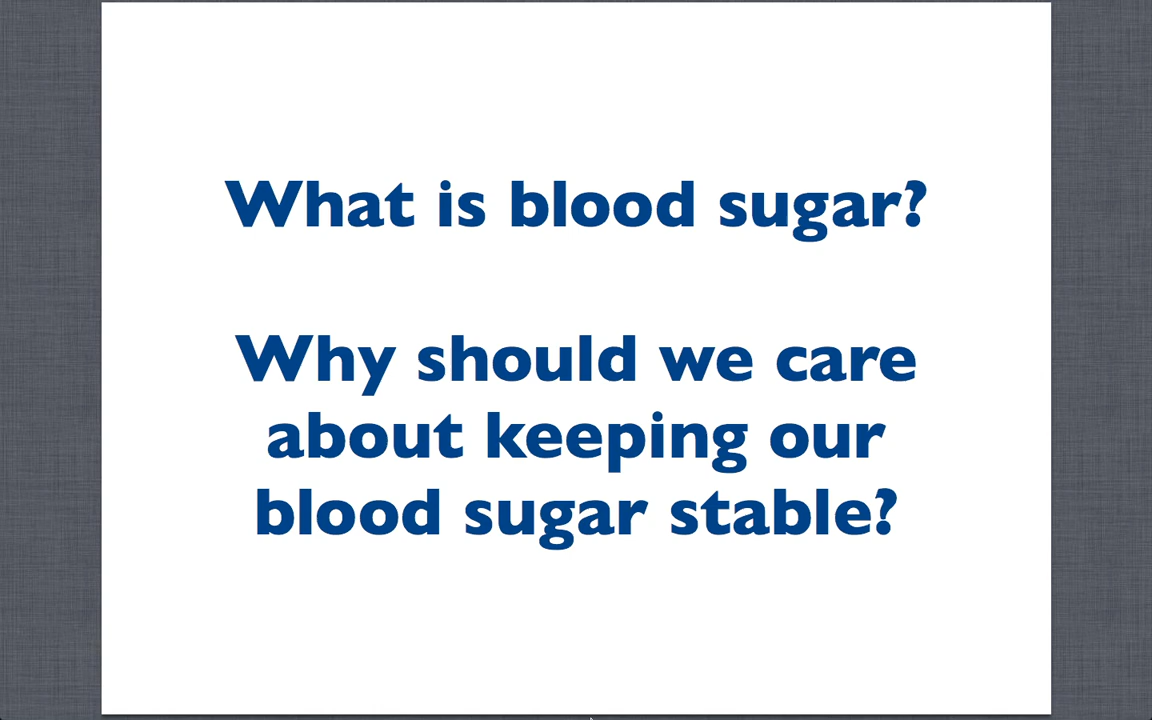 What is blood sugar?
Why should we care
about keeping our
blood sugar stable?